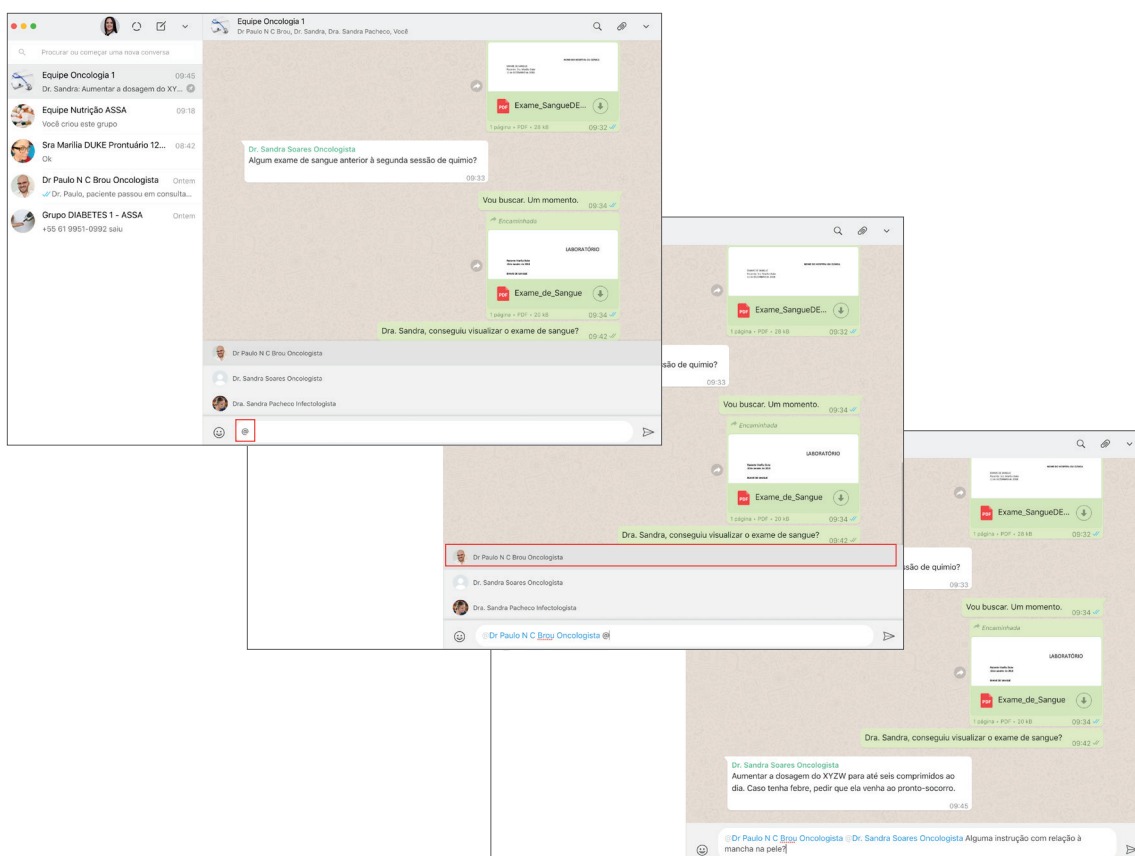 Equipe Oncologia 1
Dr Paulo N C Brou, Dr. Sandra, Dra. Sandra Pacheco, Você
Procurar ou começar uma nova conversa
Equipe Oncologia 1 09:45
Dr. Sandra: Aumentar a dosagem do XY...
Equipe Nutrição ASSA 09:18
Você criou este grupo
Sra Marilia DUKE Prontuário 12... 08:42
Ok
Dr Paulo N C Brou Oncologista Ontem
Dr. Paulo, paciente passou em consulta...
Grupo DIABETES 1 - ASSA Ontem
+55 61 9951-0992 saiu
PDF Exame_SangueDE...
1 página • PDF • 28 kB 09:32
Dr. Sandra Soares Oncologista
Algum exame de sangue anterior à segunda sessão de quimio?
09:33
Vou buscar. Um momento. 09:34
Encaminhada
LABORATÓRIO
PDF Exame_de_Sangue
1 página • PDF • 20 kB 09:34
Dra. Sandra, conseguiu visualizar o exame de sangue? 09:42
Dr Paulo N C Brou Oncologista
Dr. Sandra Soares Oncologista
Dra. Sandra Pacheco Infectologista
@
PDF Exame_SangueDE...
1 página • PDF • 28 kB 09:32
são de quimio?
09:33
Vou buscar. Um momento. 09:34
Encaminhada
LABORATÓRIO
PDF Exame_de_Sangue
1 página • PDF • 20 kB 09:34
Dra. Sandra, conseguiu visualizar o exame de sangue? 09:42
Dr Paulo N C Brou Oncologista
Dr. Sandra Soares Oncologista
Dra. Sandra Pacheco Infectologista
@Dr Paulo N C Brou Oncologista @
PDF Exame_SangueDE...
1 página • PDF • 28 kB 09:32
ssão de quimio?
09:33
Vou buscar. Um momento. 09:34
Encaminhada
LABORATÓRIO
PDF Exame_de_Sangue
1 página • PDF • 20 kB 09:34
Dra. Sandra, conseguiu visualizar o exame de sangue? 09:42
Dr. Sandra Soares Oncologista
Aumentar a dosagem do XYZW para até seis comprimidos ao
dia. Caso tenha febre, pedir que ela venha ao pronto-socorro.
09:45
@Dr Paulo N C Brou Oncologista @Dr. Sandra Soares Oncologista Alguma instrução com relação à
mancha na pele?